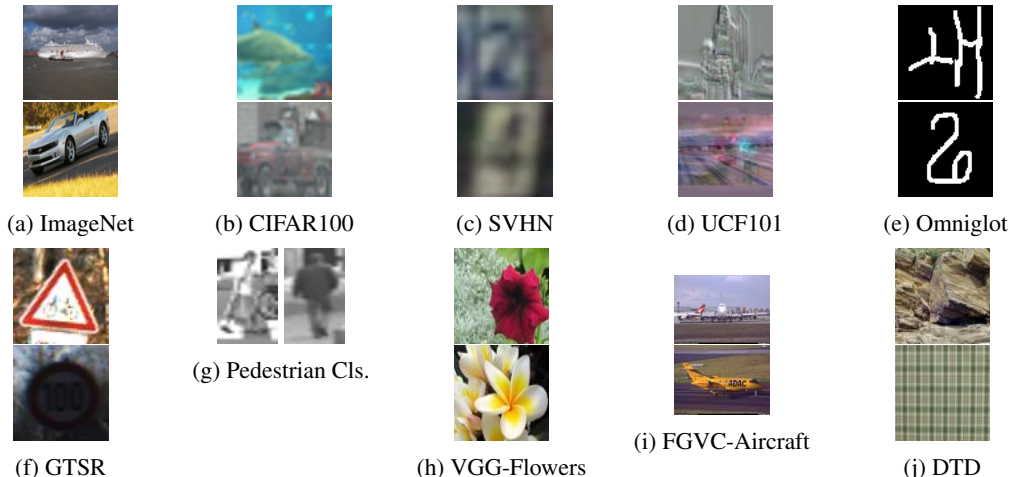 (a) ImageNet
(b) CIFAR100
(c) SVHN
(d) UCF101
(e) Omniglot
100
(f) GTSR
(g) Pedestrian Cls.
(h) VGG-Flowers
ADAC
(i) FGVC-Aircraft
(j) DTD